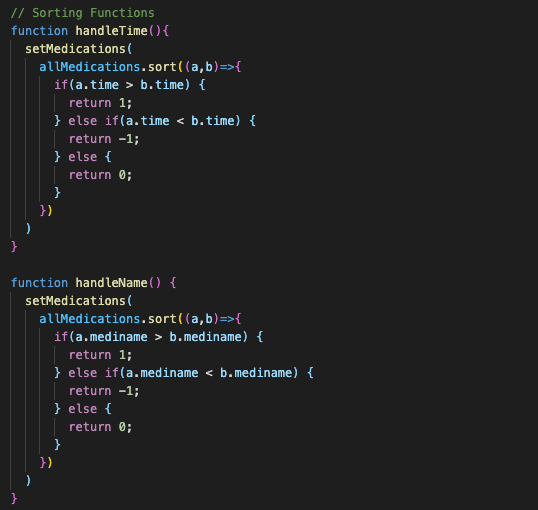 // Sorting Functions
function handleTime(){
  setMedications(
    allMedications.sort((a,b)=>{
      if(a.time > b.time) {
        return 1;
      } else if(a.time < b.time) {
        return -1;
      } else {
        return 0;
      }
    })
  )
}

function handleName() {
  setMedications(
    allMedications.sort((a,b)=>{
      if(a.mediname > b.mediname) {
        return 1;
      } else if(a.mediname < b.mediname) {
        return -1;
      } else {
        return 0;
      }
    })
  )
}